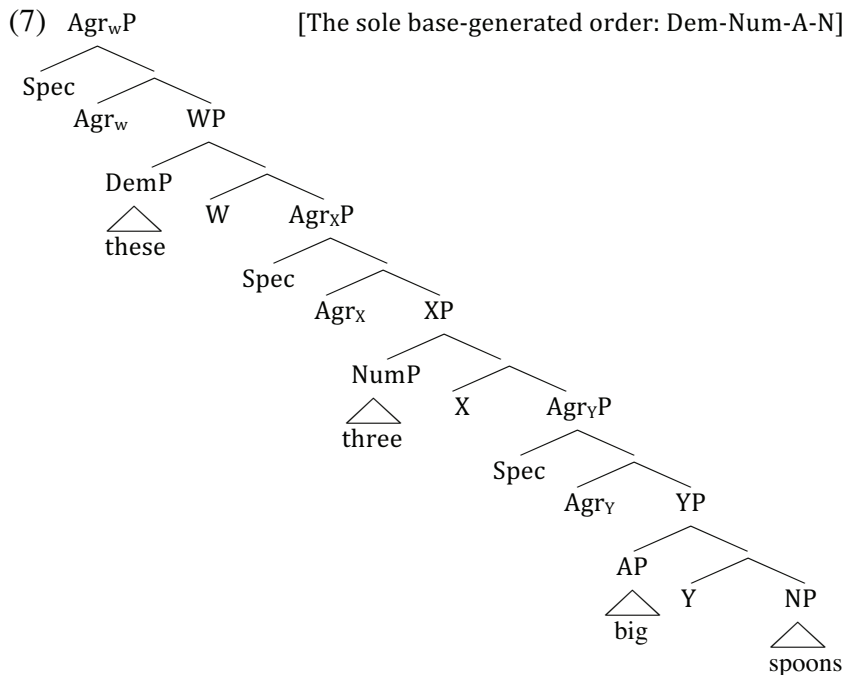 (7) AgrwP [The sole base-generated order: Dem-Num-A-N]
Spec
Agrw WP
DemP
W AgrXP
these
Spec
AgrX XP
NumP
X AgrYP
three
Spec
AgrY YP
AP
Y NP
big
spoons